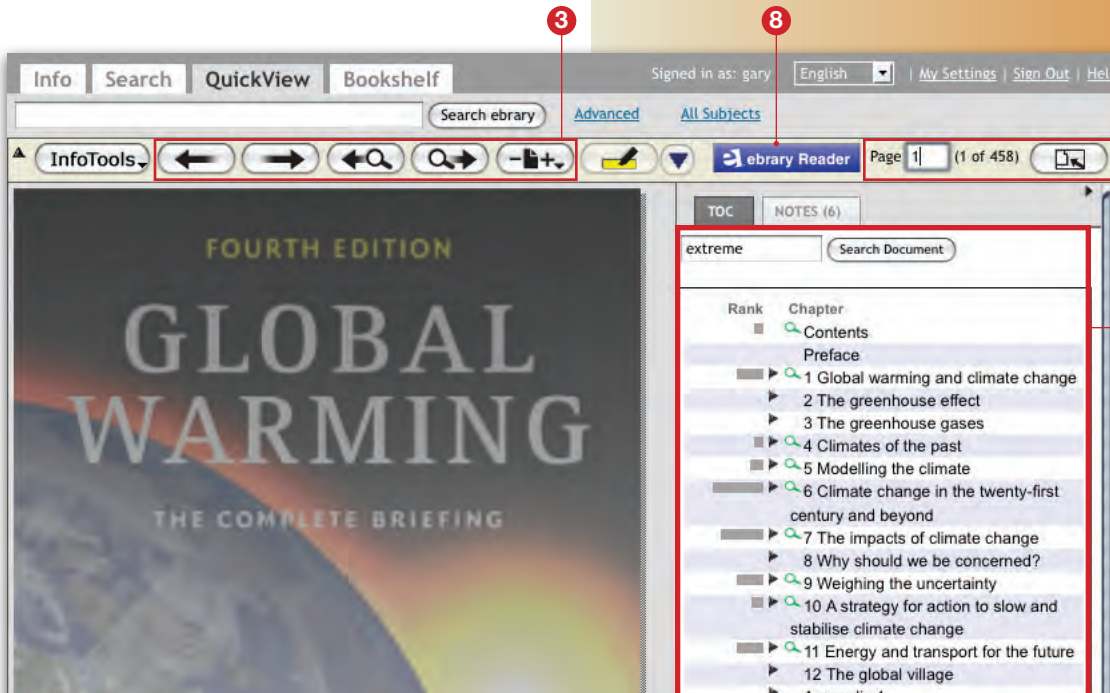 3 8
Info Search QuickView Bookshelf Signed in as: gary English | My Settings | Sign Out |
Search ebrary Advanced All Subjects
InfoTools -+ ebrary Reader Page 1 (1 of 458)
TOC NOTES (6)
extreme Search Document
Rank Chapter
Contents
Preface
1 Global warming and climate change
2 The greenhouse effect
3 The greenhouse gases
4 Climates of the past
5 Modelling the climate
6 Climate change in the twenty-first
century and beyond
7 The impacts of climate change
8 Why should we be concerned?
9 Weighing the uncertainty
10 A strategy for action to slow and
stabilise climate change
11 Energy and transport for the future
12 The global village
FOURTH EDITION
GLOBAL
WARMING
THE COMPLETE BRIEFING